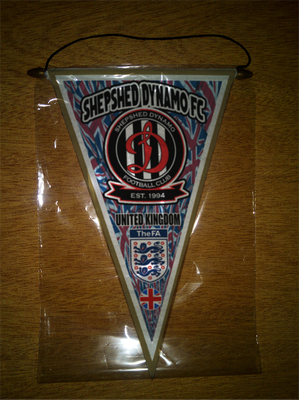 SHEPSHED DYNAMO FC
SHEPSHED DYNAMO
D
FOOTBALL CLUB
EST. 1994
UNITED KINGDOM
TheFA